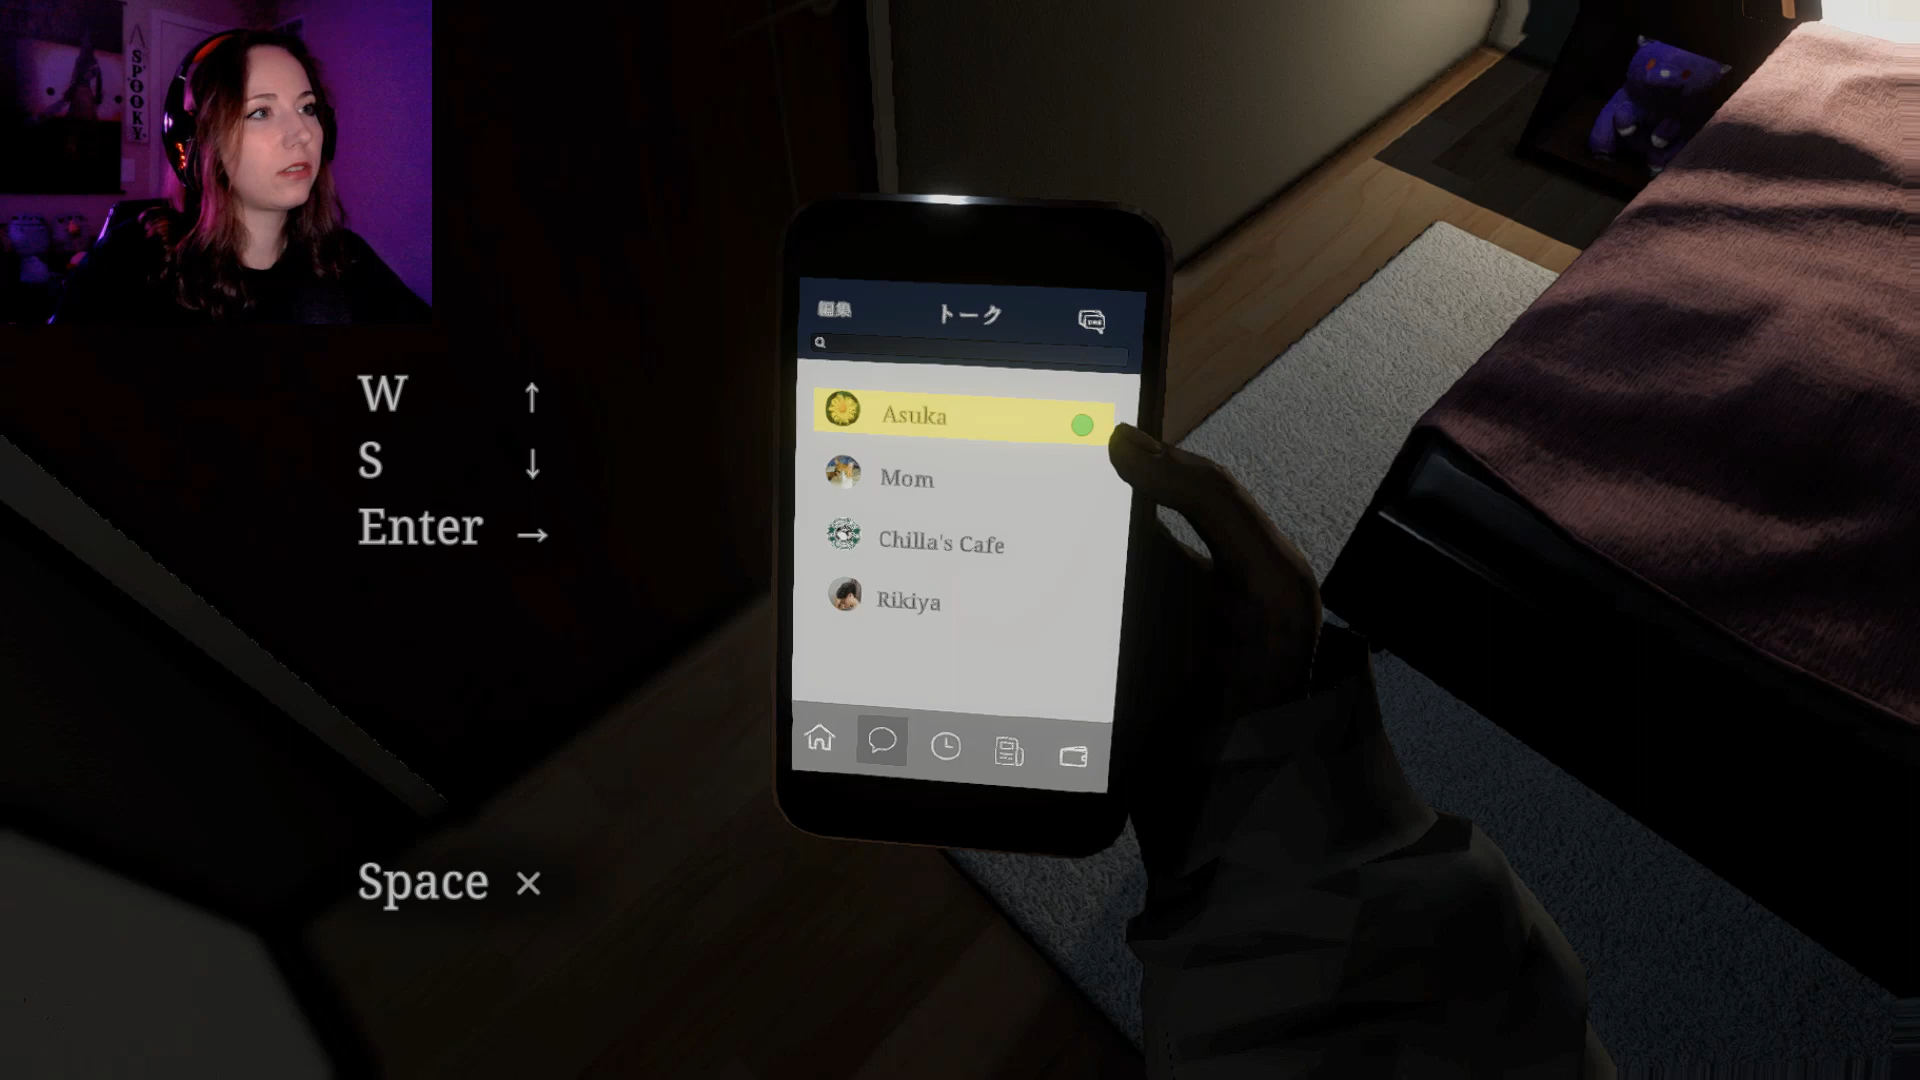 SPOOKY
編集
トーク
Asuka
Mom
Chilla's Cafe
Rikiya
W ↑
S ↓
Enter →
Space ×